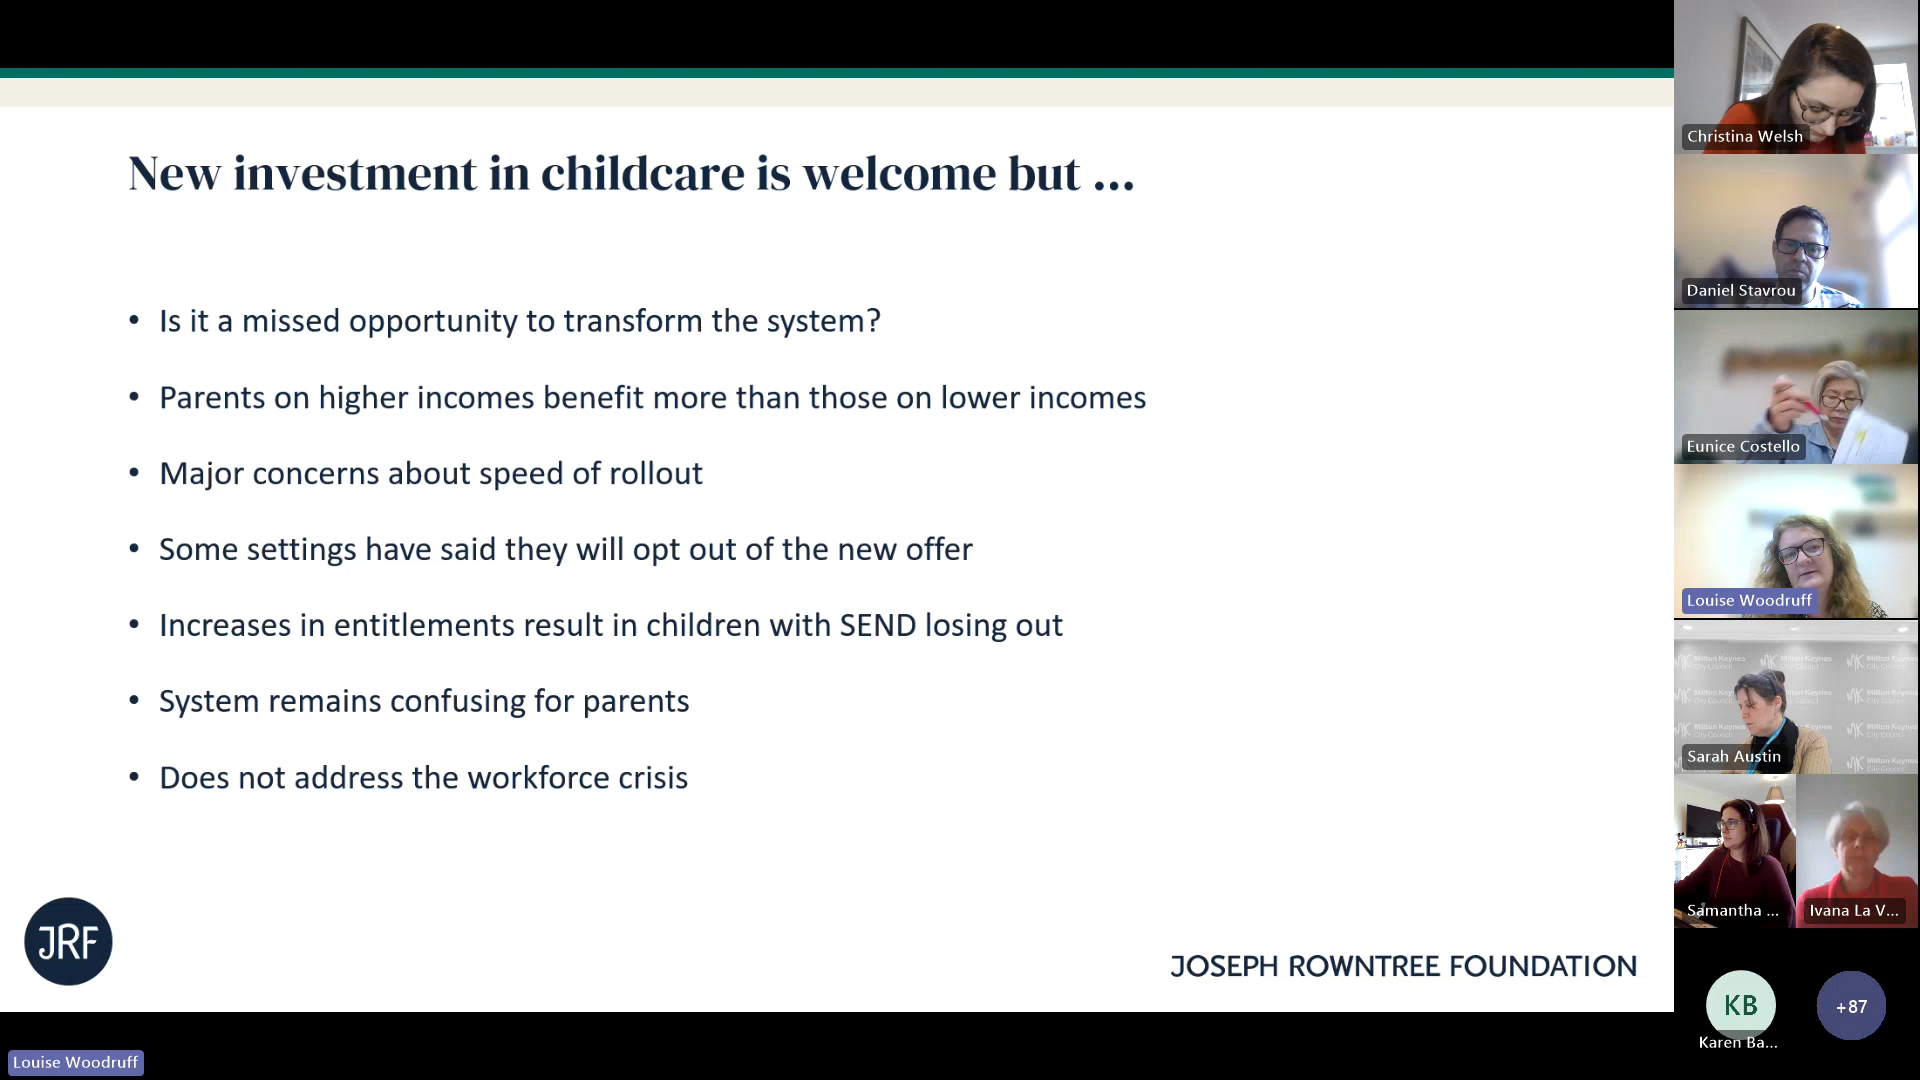 New investment in childcare is welcome but ...
• Is it a missed opportunity to transform the system?
• Parents on higher incomes benefit more than those on lower incomes
• Major concerns about speed of rollout
• Some settings have said they will opt out of the new offer
• Increases in entitlements result in children with SEND losing out
• System remains confusing for parents
• Does not address the workforce crisis
JRF
JOSEPH ROWNTREE FOUNDATION
Louise Woodruff
Christina Welsh
Daniel Stavrou
Eunice Costello
Louise Woodruff
Milton Keynes
City Council
Sarah Austin
Samantha ...
Ivana La V...
KB
Karen Ba...
+87